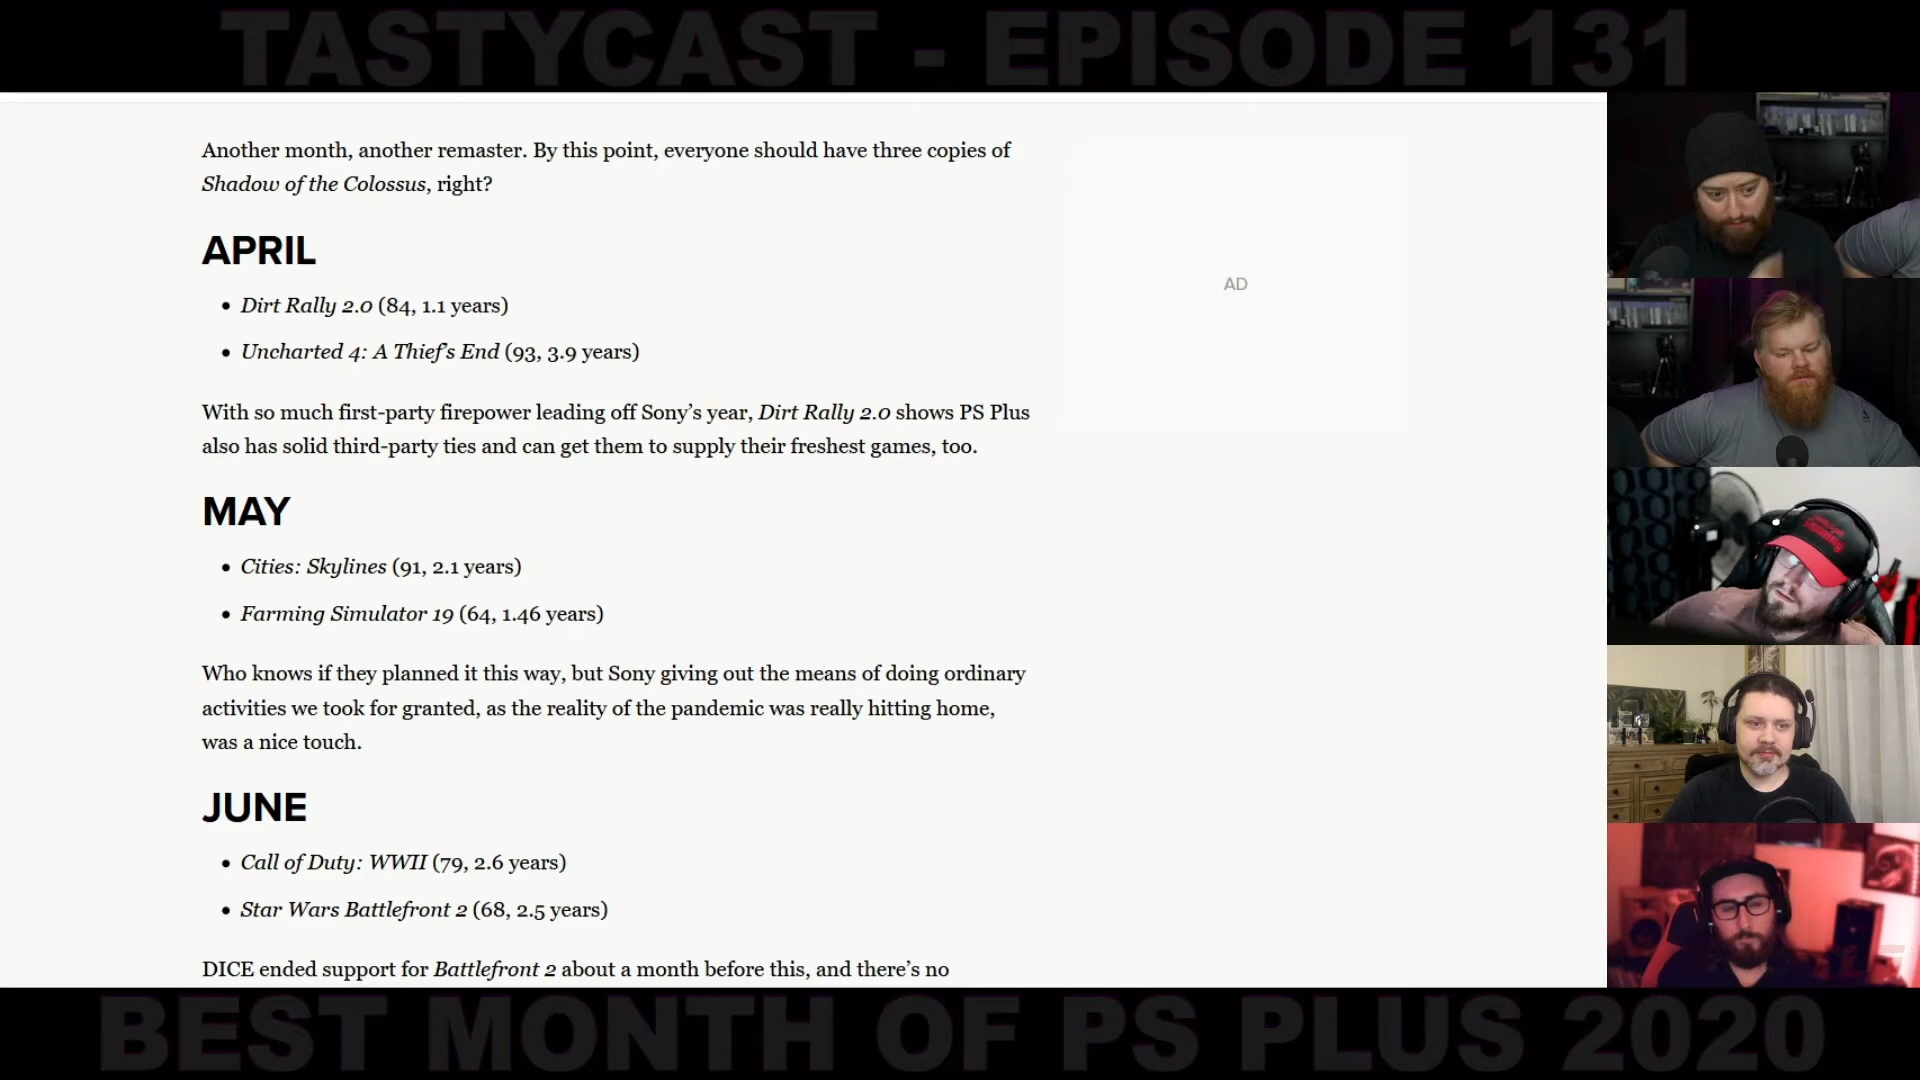 TASTYCAST - EPISODE 131
Another month, another remaster. By this point, everyone should have three copies of
Shadow of the Colossus, right?
APRIL
• Dirt Rally 2.0 (84, 1.1 years)
• Uncharted 4: A Thief's End (93, 3.9 years)
With so much first-party firepower leading off Sony's year, Dirt Rally 2.0 shows PS Plus
also has solid third-party ties and can get them to supply their freshest games, too.
MAY
• Cities: Skylines (91, 2.1 years)
• Farming Simulator 19 (64, 1.46 years)
Who knows if they planned it this way, but Sony giving out the means of doing ordinary
activities we took for granted, as the reality of the pandemic was really hitting home,
was a nice touch.
JUNE
• Call of Duty: WWII (79, 2.6 years)
• Star Wars Battlefront 2 (68, 2.5 years)
DICE ended support for Battlefront 2 about a month before this, and there's no
AD
BEST MONTH OF PS PLUS 2020